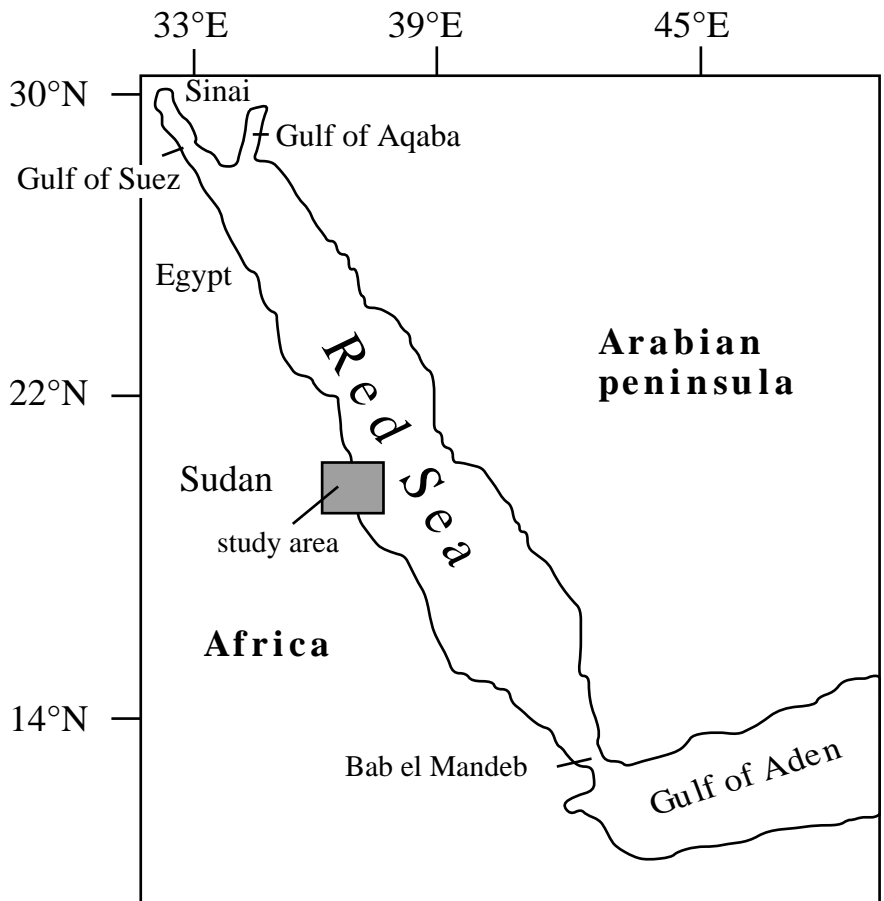 33°E 39°E 45°E
30°N
Sinai
Gulf of Aqaba
Gulf of Suez
Egypt
Red Sea
Arabian
peninsula
22°N
Sudan
study area
Africa
14°N
Bab el Mandeb
Gulf of Aden